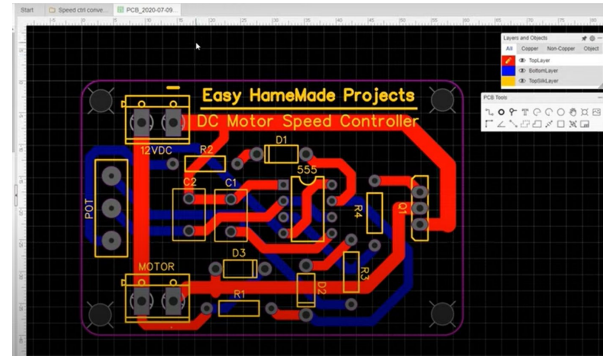 Start
Speed ctrl conve...
PCB_2020-07-09...
Layers and Objects
All Copper Non-Copper Object
TopLayer
BottomLayer
TopSilkLayer
PCB Tools
Easy HameMade Projects
DC Motor Speed Controller
12VDC
R2
D1
555
C2
C1
POT
R4
Q1
MOTOR
D3
R3
D2
R1